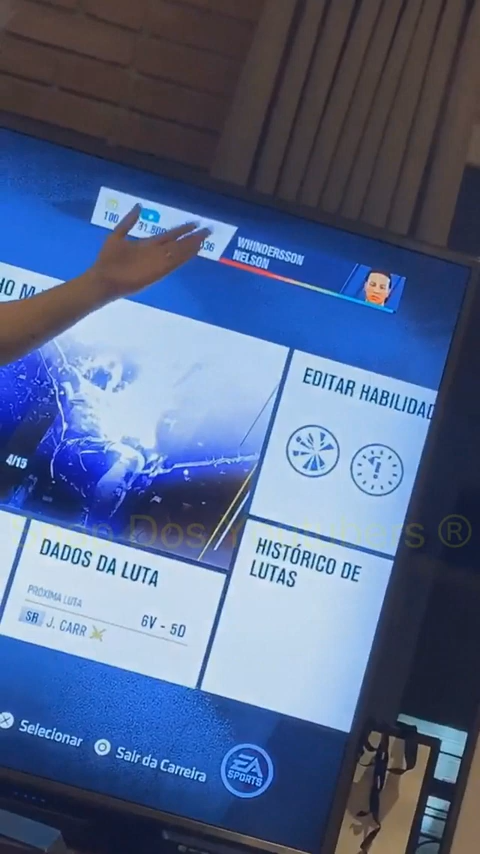 100
31.800
WHINDERSSON
NELSON
EDITAR HABILIDAD
4/15
DADOS DA LUTA
PRÓXIMA LUTA
SR J. CARR
6V - 5D
HISTÓRICO DE
LUTAS
Selecionar
Sair da Carreira
EA
SPORTS